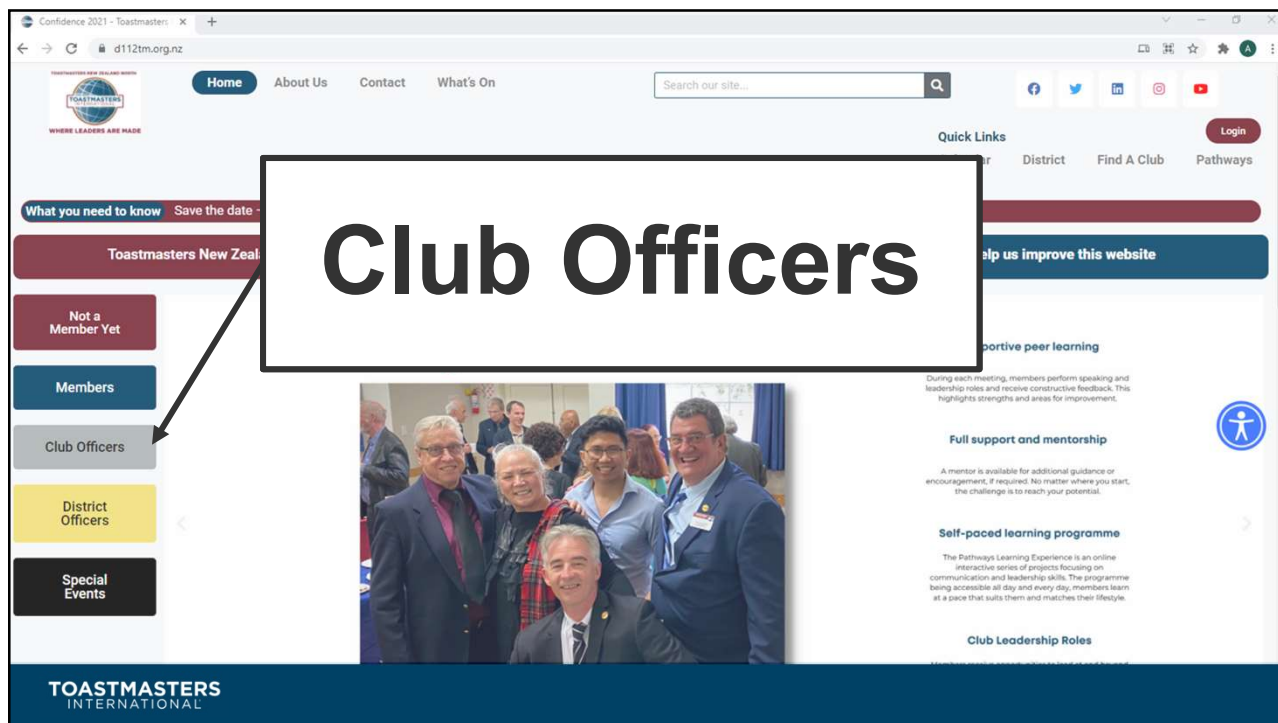 Confidence 2021 - Toastmasters
d112tm.org.nz
TOASTMASTERS NEW ZEALAND NORTH
TOASTMASTERS
INTERNATIONAL
WHERE LEADERS ARE MADE
Home About Us Contact What's On
Search our site...
Login
Quick Links
District Find A Club Pathways
What you need to know Save the date -
Toastmasters New
help us improve this website
Club Officers
Not a
Member Yet
Members
Club Officers
District
Officers
Special
Events
peer learning
During each meeting, members perform speaking and
leadership roles and receive constructive feedback. This
highlights strengths and areas for improvement.
Full support and mentorship
A mentor is available for additional guidance or
encouragement, if required. No matter where you start,
the challenge is to reach your potential.
Self-paced learning programme
The Pathways Learning Experience is an online
interactive series of projects focusing on
communication and leadership skills. The programme
being accessible all day and every day, members learn
at a pace that suits them and matches their lifestyle.
Club Leadership Roles
TOASTMASTERS
INTERNATIONAL